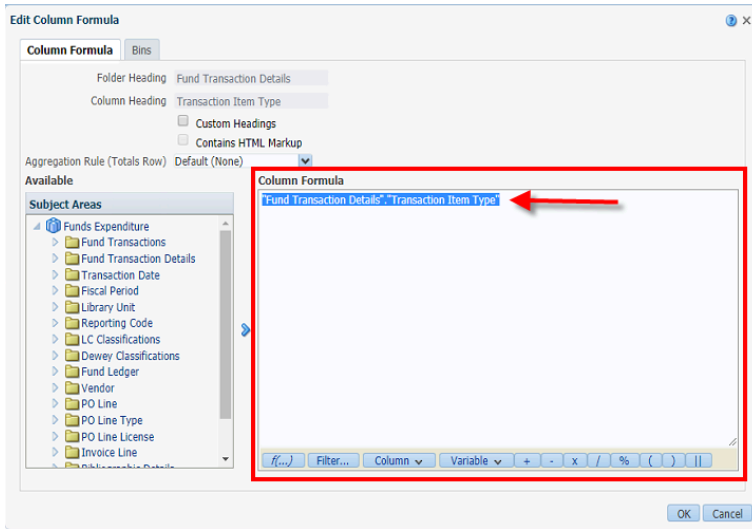 Edit Column Formula
Column Formula
Bins
Folder Heading Fund Transaction Details
Column Heading Transaction Item Type
Custom Headings
Contains HTML Markup
Aggregation Rule (Totals Row) Default (None)
Available
Subject Areas
Funds Expenditure
Fund Transactions
Fund Transaction Details
Transaction Date
Fiscal Period
Library Unit
Reporting Code
LC Classifications
Dewey Classifications
Fund Ledger
Vendor
PO Line
PO Line Type
PO Line License
Invoice Line
Bibliographic Details
Column Formula
"Fund Transaction Details"."Transaction Item Type"
f(...) Filter... Column Variable + - x / % ( ) ||
OK Cancel